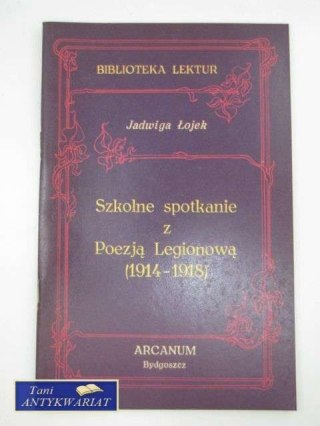 BIBLIOTEKA LEKTUR
Jadwiga Łojek
Szkolne spotkanie
z
Poezją Legionową
(1914-1918)
ARCANUM
Bydgoszcz
Tani
ANTYKWARIAT